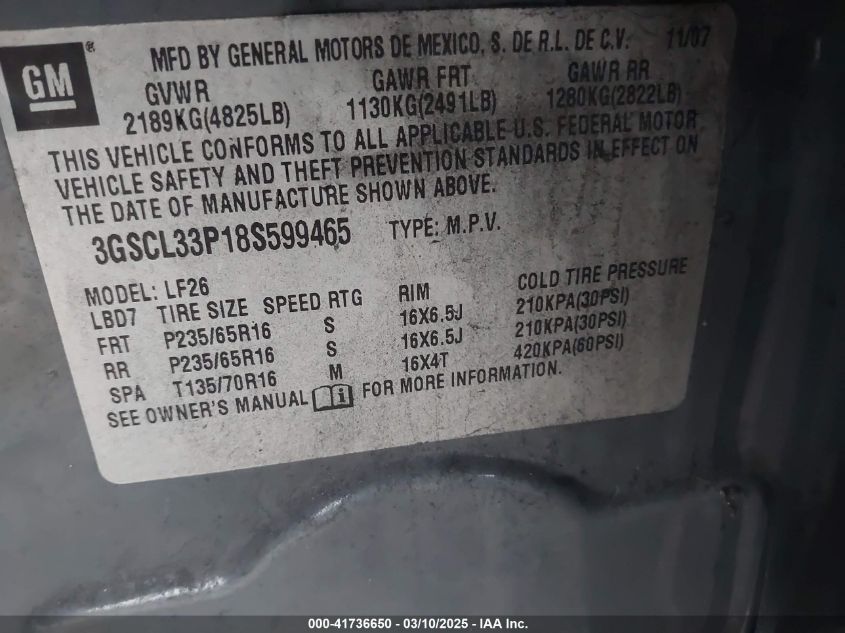 GM ®
MFD BY GENERAL MOTORS DE MEXICO, S. DE R.L. DE C.V. 11/07
GVWR GAWR FRT GAWR RR
2189KG(4825LB) 1130KG(2491LB) 1280KG(2822LB)
THIS VEHICLE CONFORMS TO ALL APPLICABLE U.S. FEDERAL MOTOR
VEHICLE SAFETY AND THEFT PREVENTION STANDARDS IN EFFECT ON
THE DATE OF MANUFACTURE SHOWN ABOVE.
3GSCL33P18S599465 TYPE: M.P.V.
MODEL: LF26
LBD7 TIRE SIZE SPEED RTG RIM COLD TIRE PRESSURE
FRT P235/65R16 S 16X6.5J 210KPA(30PSI)
RR P235/65R16 S 16X6.5J 210KPA(30PSI)
SPA T135/70R16 M 16X4T 420KPA(60PSI)
SEE OWNER'S MANUAL i FOR MORE INFORMATION.
000-41736650 - 03/10/2025 - IAA Inc.